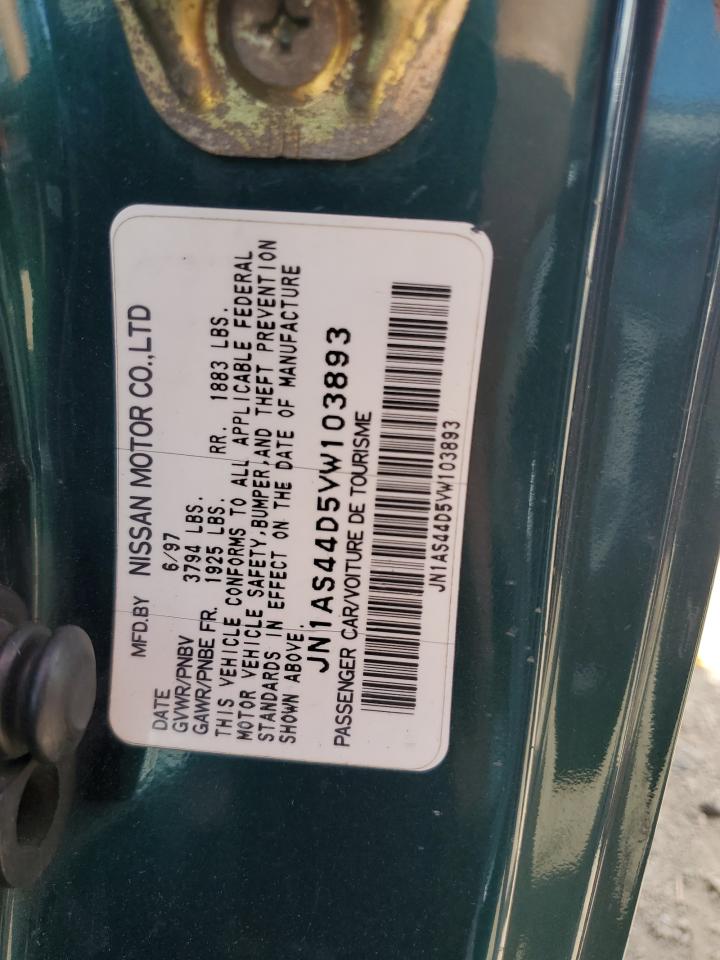 MFD.BY NISSAN MOTOR CO.,LTD
DATE 6/97
GVWR/PNBV 3794 LBS.
GAWR/PNBE FR. 1925 LBS. RR. 1883 LBS.
THIS VEHICLE CONFORMS TO ALL APPLICABLE FEDERAL
MOTOR VEHICLE SAFETY,BUMPER,AND THEFT PREVENTION
STANDARDS IN EFFECT ON THE DATE OF MANUFACTURE
SHOWN ABOVE.
JN1AS44D5VW103893
PASSENGER CAR/VOITURE DE TOURISME
JN1AS44D5VW103893